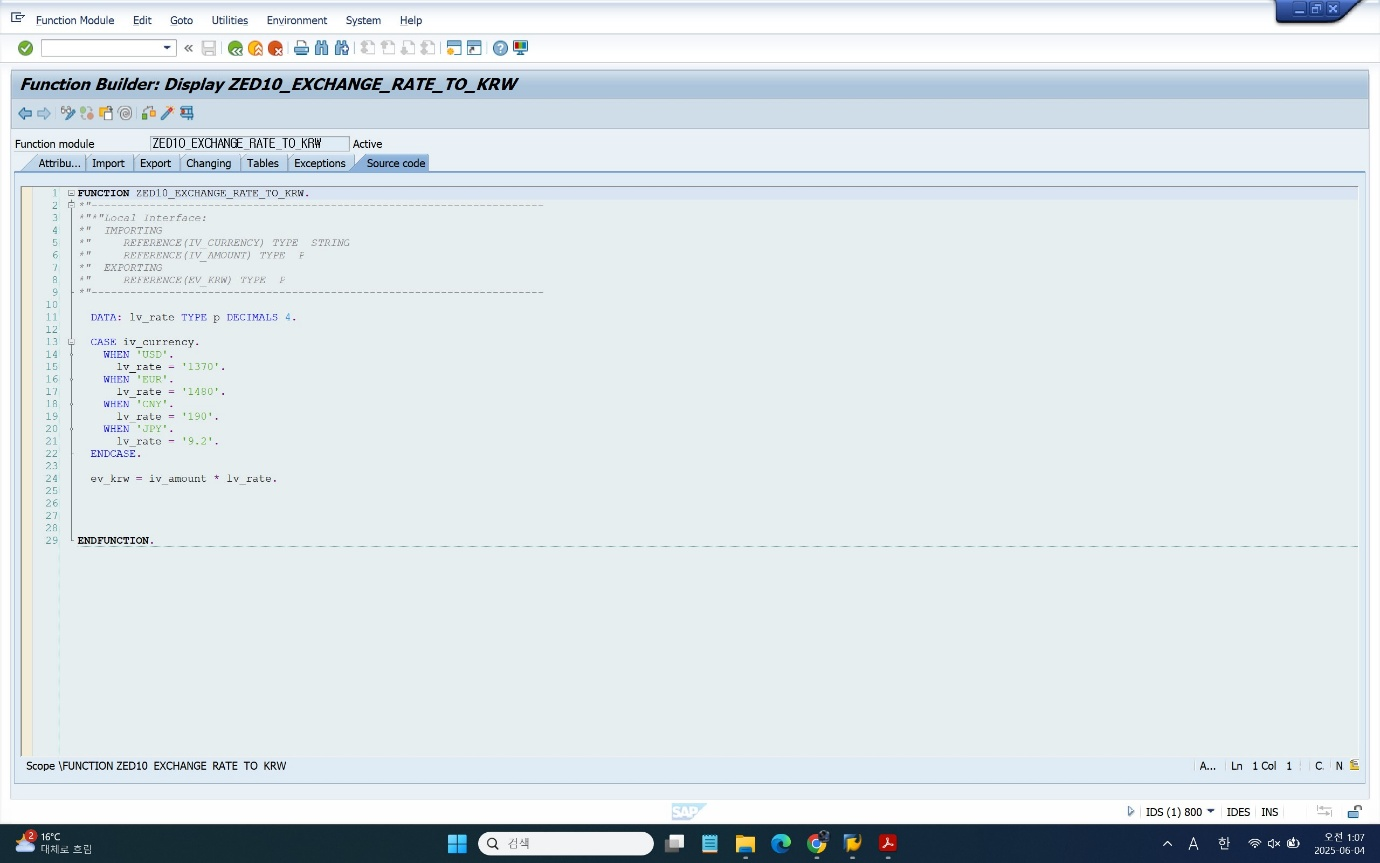 Function Module Edit Goto Utilities Environment System Help
Function Builder: Display ZED10_EXCHANGE_RATE_TO_KRW
Function module ZED10_EXCHANGE_RATE_TO_KRW Active
Attribu... Import Export Changing Tables Exceptions Source code
1 FUNCTION ZED10_EXCHANGE_RATE_TO_KRW.
2 *"----------------------------------------------------------------------
3 *"*"Local Interface:
4 *" IMPORTING
5 *" REFERENCE(IV_CURRENCY) TYPE STRING
6 *" REFERENCE(IV_AMOUNT) TYPE P
7 *" EXPORTING
8 *" REFERENCE(EV_KRW) TYPE P
9 *"----------------------------------------------------------------------
10
11 DATA: lv_rate TYPE p DECIMALS 4.
12
13 CASE iv_currency.
14 WHEN 'USD'.
15 lv_rate = '1370'.
16 WHEN 'EUR'.
17 lv_rate = '1480'.
18 WHEN 'CNY'.
19 lv_rate = '190'.
20 WHEN 'JPY'.
21 lv_rate = '9.2'.
22 ENDCASE.
23
24 ev_krw = iv_amount * lv_rate.
25
26
27
28
29 ENDFUNCTION.
Scope \FUNCTION ZED10_EXCHANGE_RATE_TO_KRW A... Ln 1 Col 1 C. N
SAP IDS (1) 800 IDES INS
2 16°C
대체로 흐림
검색
A 한
오전 1:07
2025-06-04